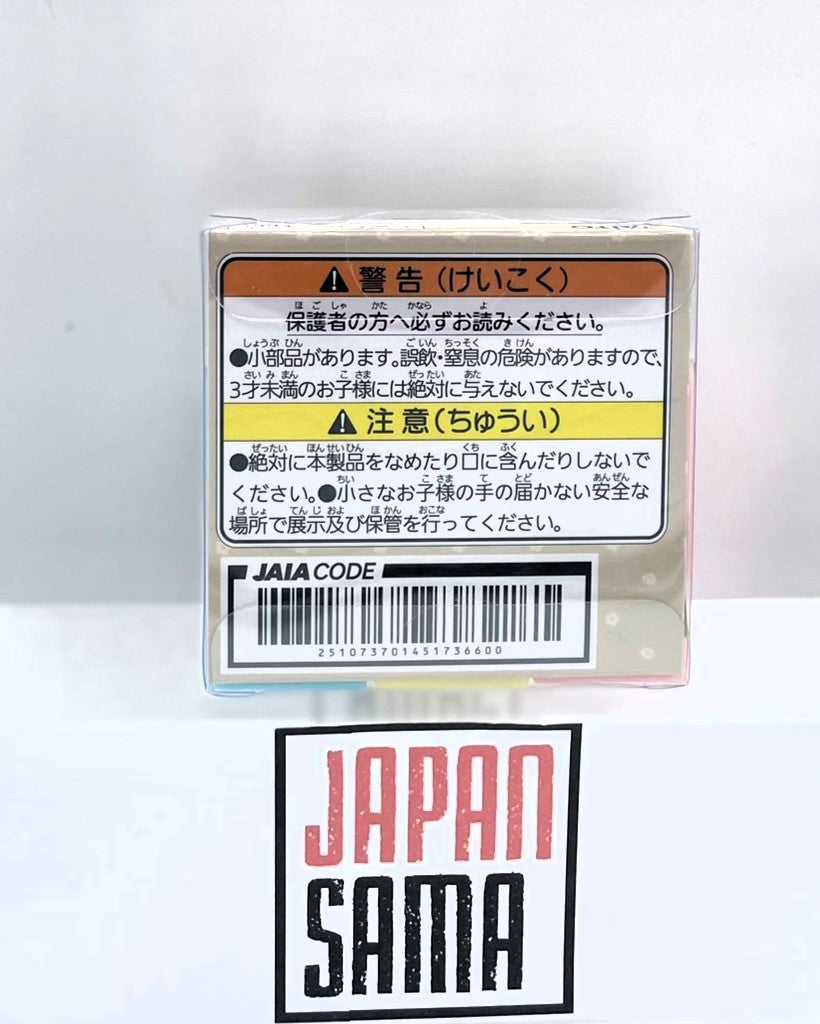 警告(けいこく)
保護者の方へ必ずお読みください。
●小部品があります。誤飲・窒息の危険がありますので、
3才未満のお子様には絶対に与えないでください。
注意(ちゅうい)
●絶対に本製品をなめたり口に含んだりしないで
ください。●小さなお子様の手の届かない安全な
場所で展示及び保管を行ってください。
JAIA CODE
251073701451736600
JAPAN
SAMA